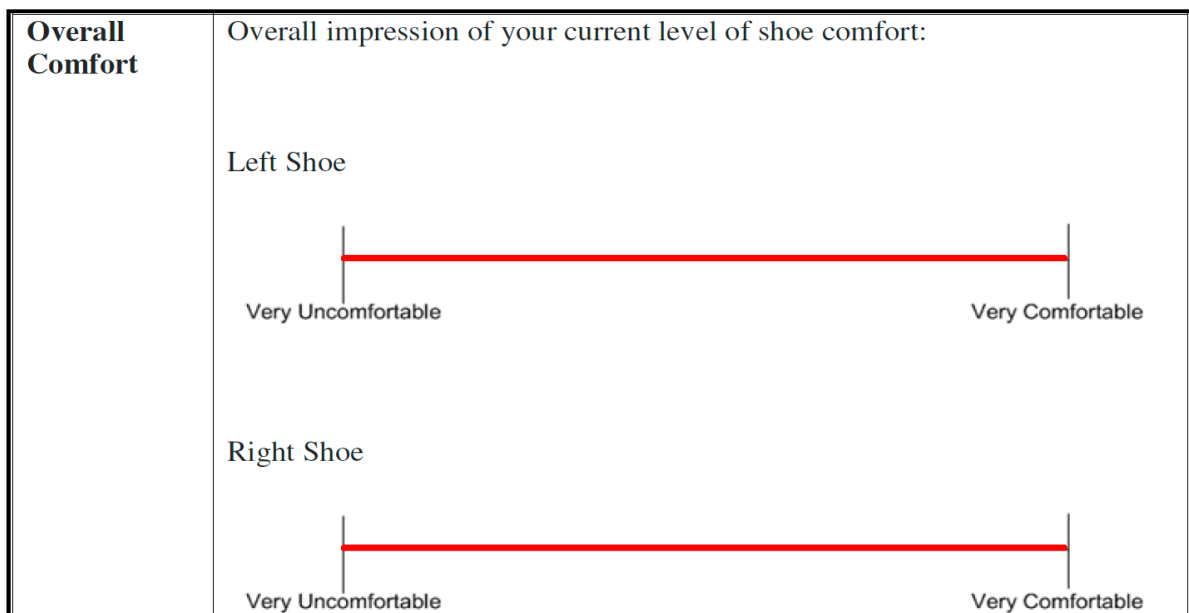 Overall
Comfort
Overall impression of your current level of shoe comfort:
Left Shoe
Very Uncomfortable
Very Comfortable
Right Shoe
Very Uncomfortable
Very Comfortable